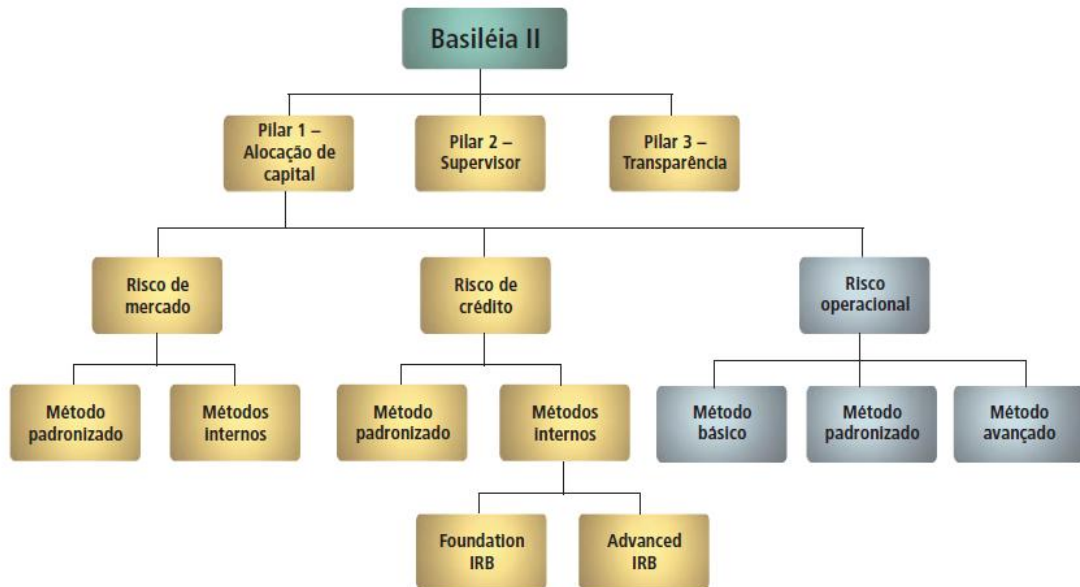 Basiléia II
Pilar 1 –
Alocação de
capital
Pilar 2 –
Supervisor
Pilar 3 –
Transparência
Risco de
mercado
Risco de
crédito
Risco
operacional
Método
padronizado
Métodos
internos
Método
padronizado
Métodos
internos
Método
básico
Método
padronizado
Método
avançado
Foundation
IRB
Advanced
IRB